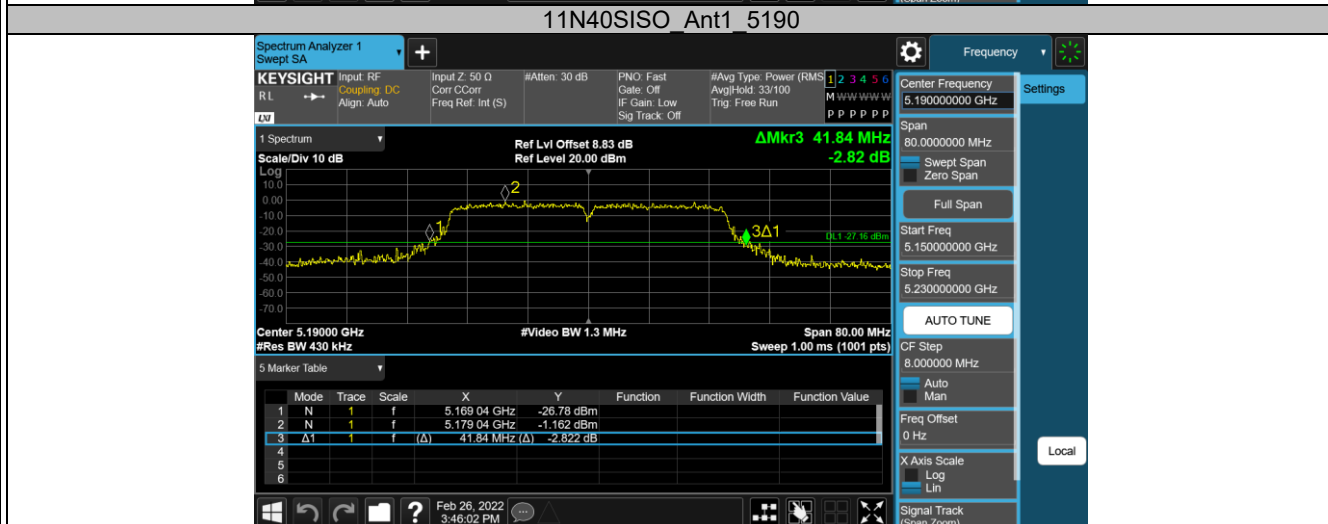 (Span Zoom)
11N40SISO_Ant1_5190
Spectrum Analyzer 1
Swept SA
+
Frequency
KEYSIGHT Input: RF Input Z: 50 Ω #Atten: 30 dB PNO: Fast #Avg Type: Power (RMS 1 2 3 4 5 6
RL Coupling: DC Corr CCorr Gate: Off Avg|Hold: 33/100 M W W W W W
Align: Auto Freq Ref: Int (S) IF Gain: Low Trig: Free Run
LXI Sig Track: Off P P P P P P
Center Frequency
5.190000000 GHz
Settings
1 Spectrum
Scale/Div 10 dB
Ref Lvl Offset 8.83 dB
Ref Level 20.00 dBm
ΔMkr3 41.84 MHz
-2.82 dB
Log
10.0
0.00
-10.0
-20.0
-30.0
-40.0
-50.0
-60.0
-70.0
1
2
3Δ1
DL1 -27.16 dBm
Center 5.19000 GHz #Video BW 1.3 MHz Span 80.00 MHz
#Res BW 430 kHz Sweep 1.00 ms (1001 pts)
Span
80.0000000 MHz
Swept Span
Zero Span
Full Span
Start Freq
5.150000000 GHz
Stop Freq
5.230000000 GHz
AUTO TUNE
CF Step
8.000000 MHz
Auto
Man
Freq Offset
0 Hz
X Axis Scale
Log
Lin
Signal Track
(Span Zoom)
Local
5 Marker Table
Mode Trace Scale X Y Function Function Width Function Value
1 N 1 f 5.169 04 GHz -26.78 dBm
2 N 1 f 5.179 04 GHz -1.162 dBm
3 Δ1 1 f (Δ) 41.84 MHz (Δ) -2.822 dB
4
5
6
? Feb 26, 2022
3:46:02 PM